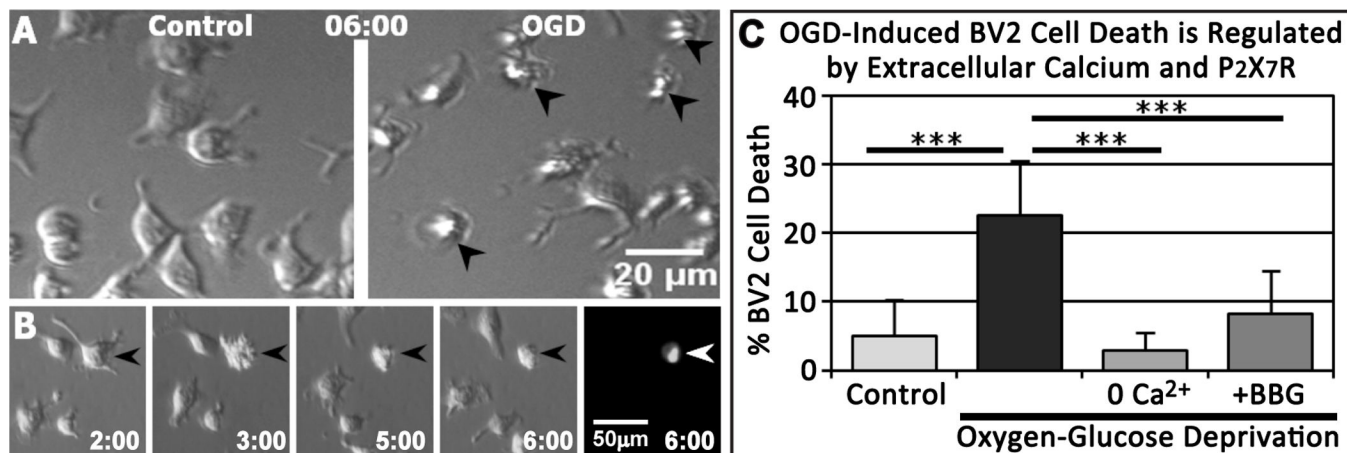 A Control 06:00 OGD
20 µm
B
2:00 3:00 5:00 6:00 50µm 6:00
C OGD-Induced BV2 Cell Death is Regulated
by Extracellular Calcium and P2X7R
% BV2 Cell Death
40
30
20
10
0
***
***
***
Control 0 Ca²⁺ +BBG
Oxygen-Glucose Deprivation